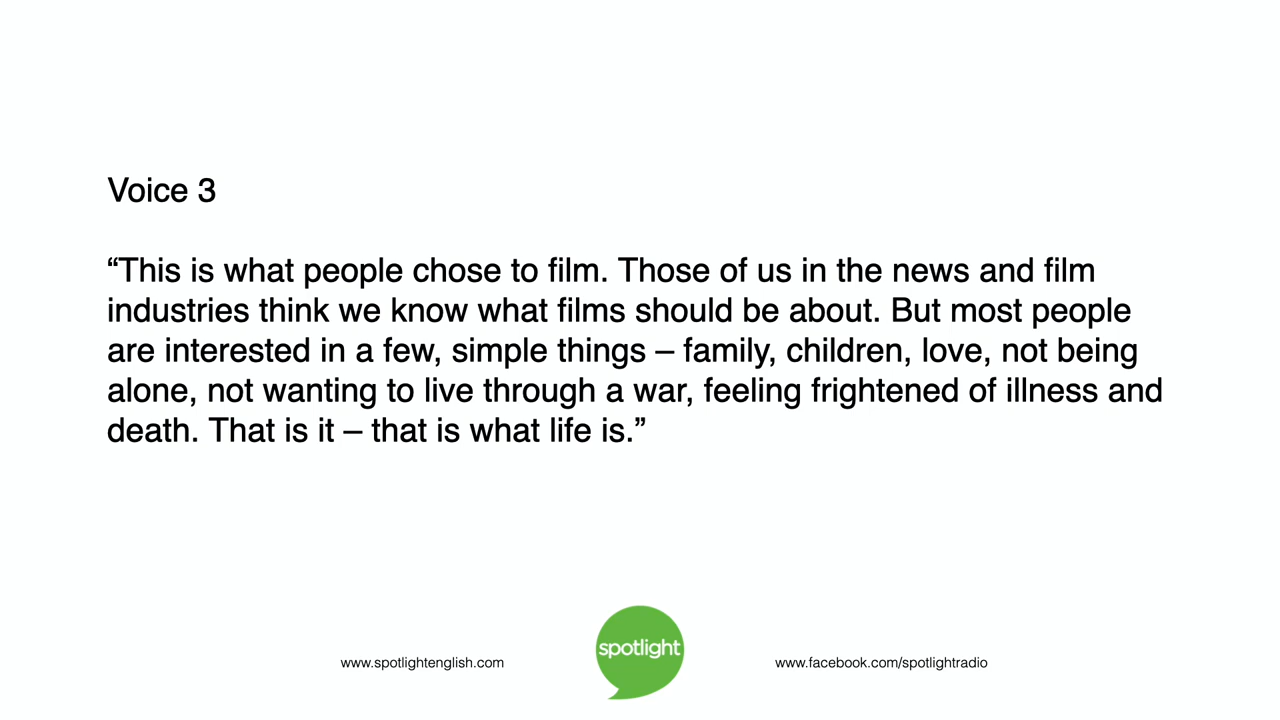 Voice 3
“This is what people chose to film. Those of us in the news and film
industries think we know what films should be about. But most people
are interested in a few, simple things – family, children, love, not being
alone, not wanting to live through a war, feeling frightened of illness and
death. That is it – that is what life is.”
www.spotlightenglish.com
spotlight
www.facebook.com/spotlightradio